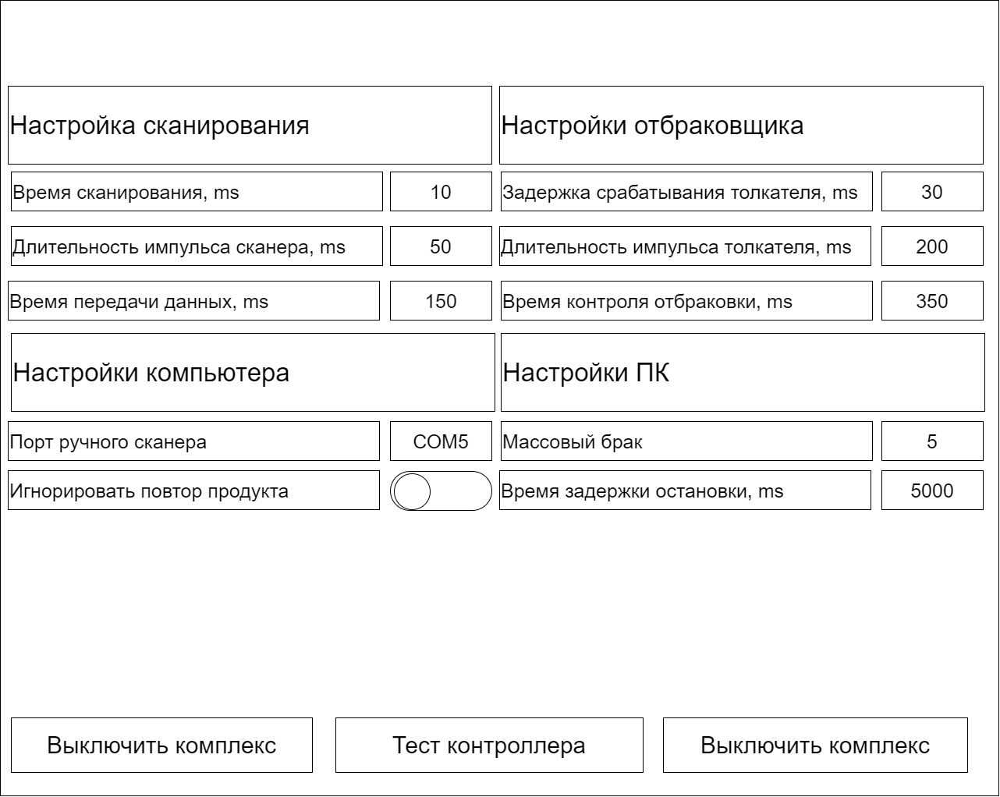 Настройка сканирования
Настройки отбраковщика
Время сканирования, ms
10
Задержка срабатывания толкателя, ms
30
Длительность импульса сканера, ms
50
Длительность импульса толкателя, ms
200
Время передачи данных, ms
150
Время контроля отбраковки, ms
350
Настройки компьютера
Настройки ПК
Порт ручного сканера
COM5
Массовый брак
5
Игнорировать повтор продукта
Время задержки остановки, ms
5000
Выключить комплекс
Тест контроллера
Выключить комплекс